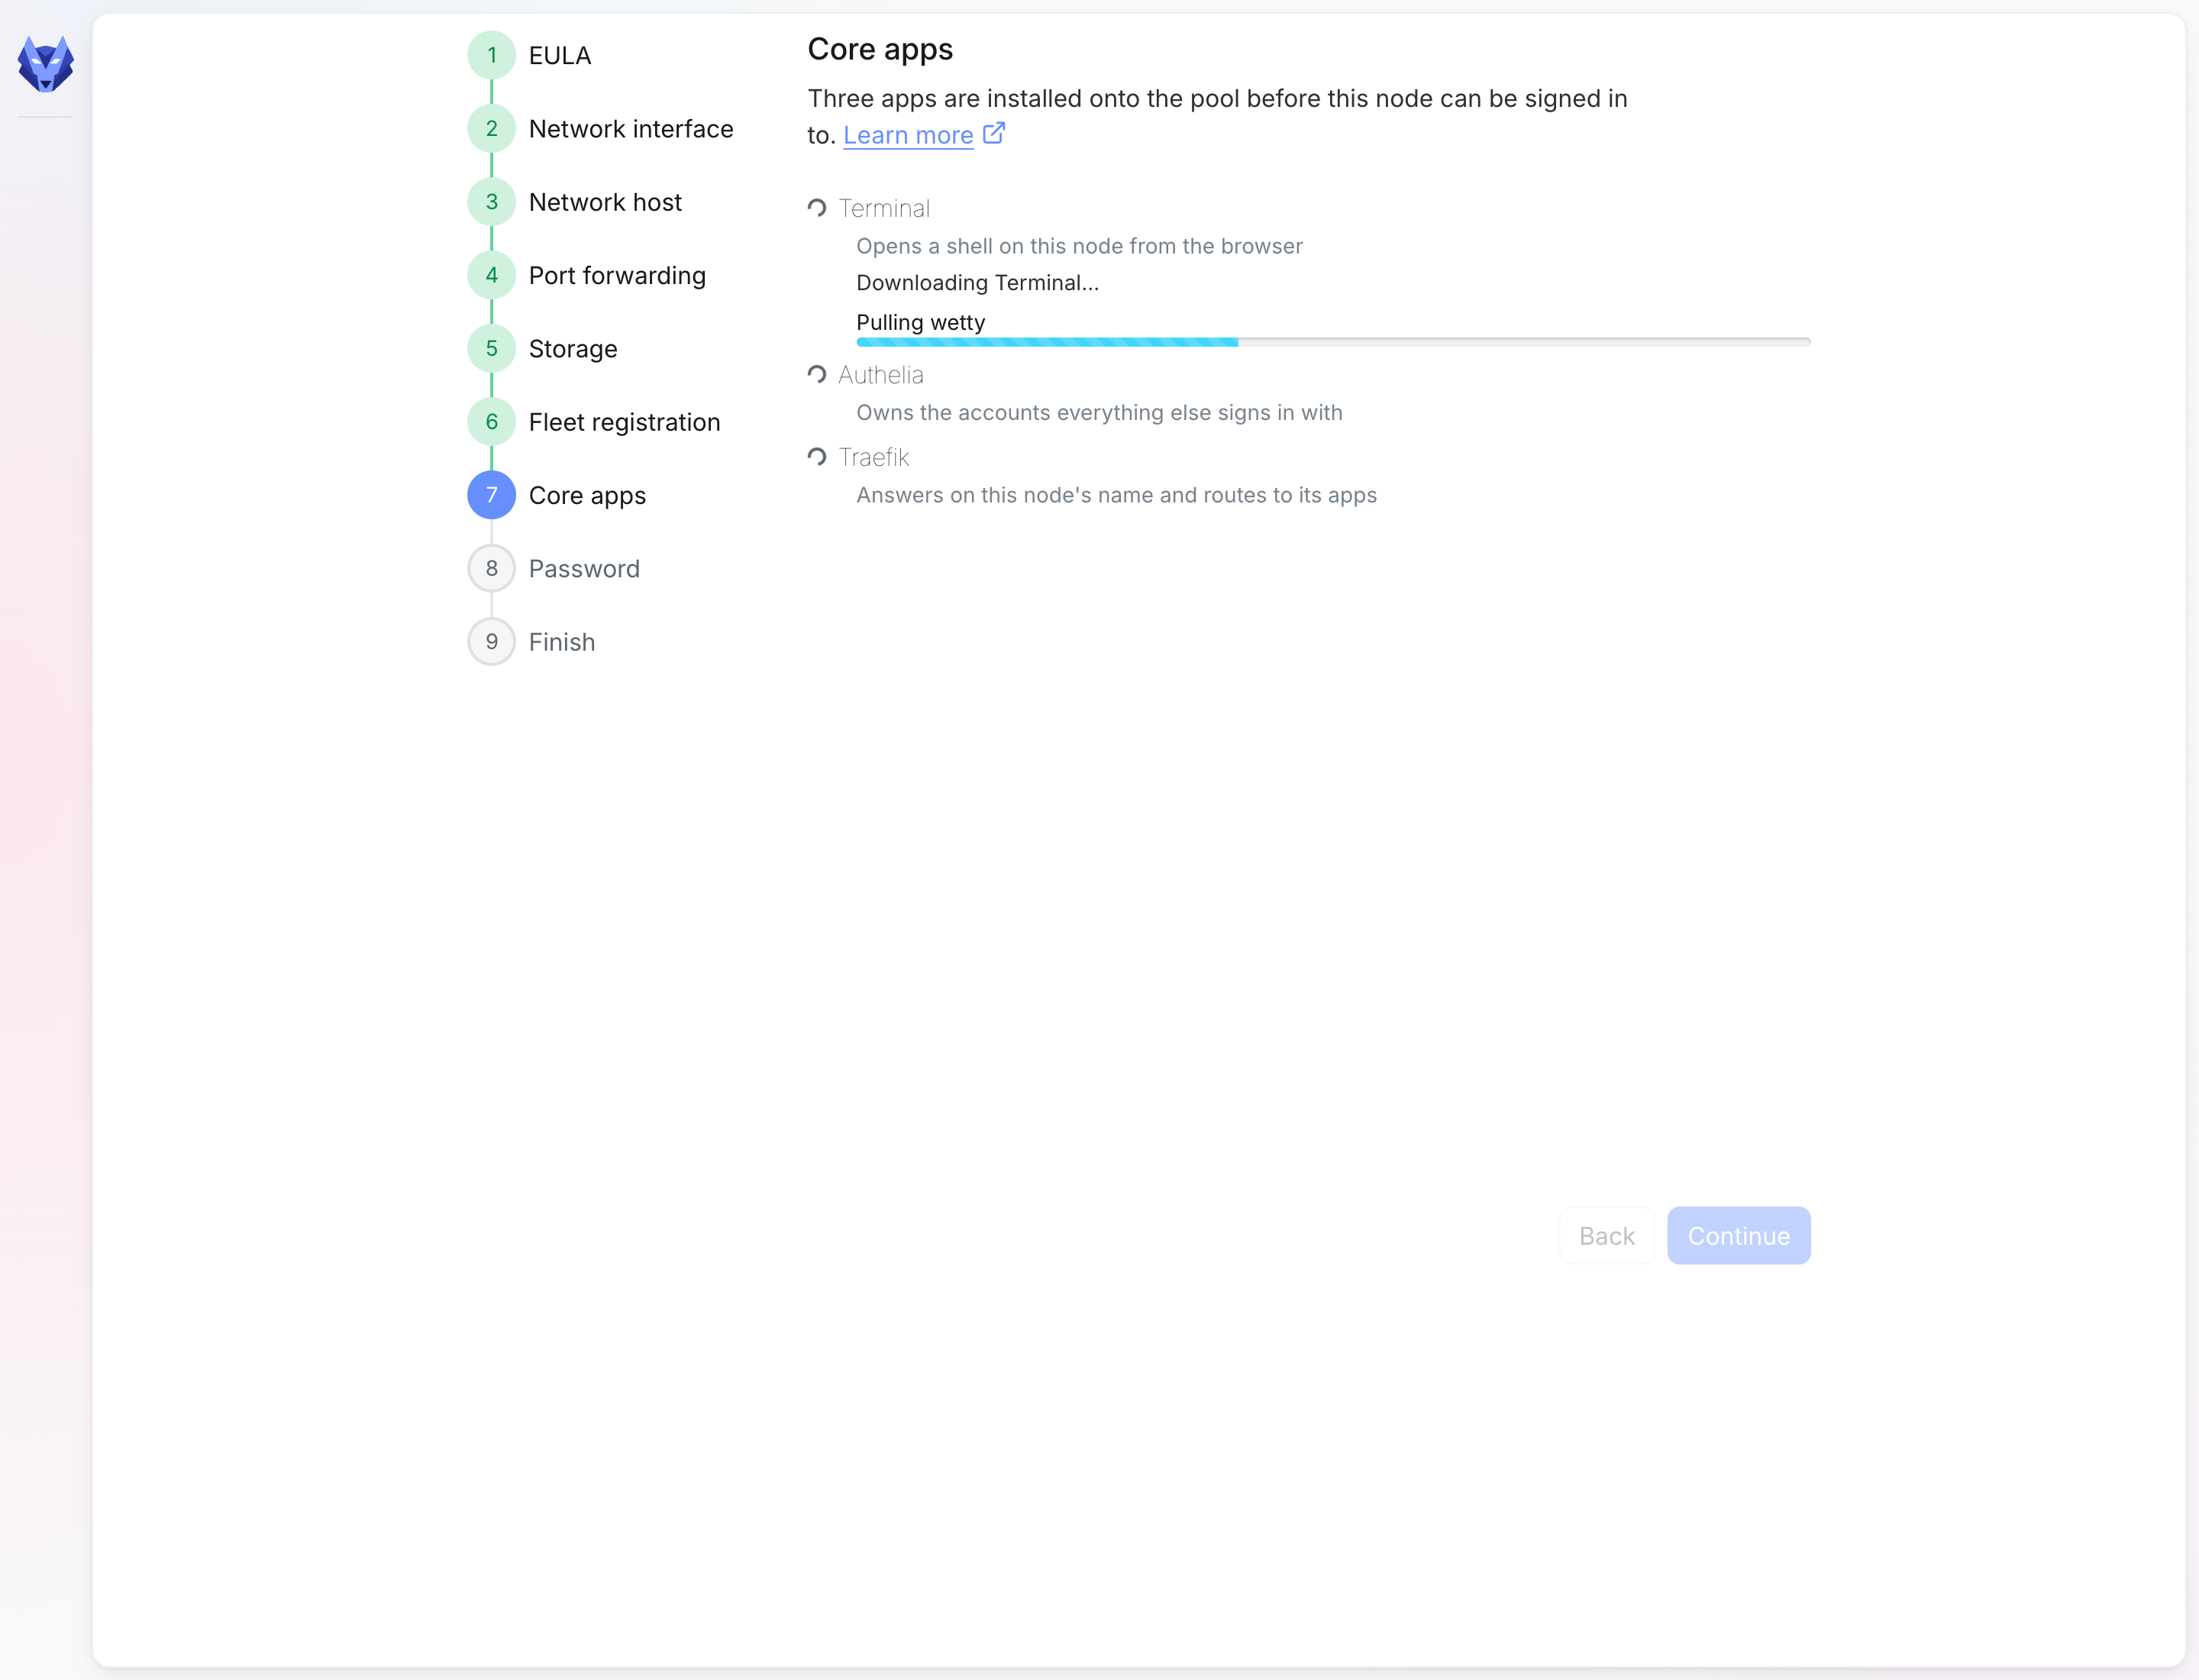 1 EULA
2 Network interface
3 Network host
4 Port forwarding
5 Storage
6 Fleet registration
7 Core apps
8 Password
9 Finish
Core apps
Three apps are installed onto the pool before this node can be signed in
to. Learn more
Terminal
Opens a shell on this node from the browser
Downloading Terminal...
Pulling wetty
Authelia
Owns the accounts everything else signs in with
Traefik
Answers on this node's name and routes to its apps
Back
Continue